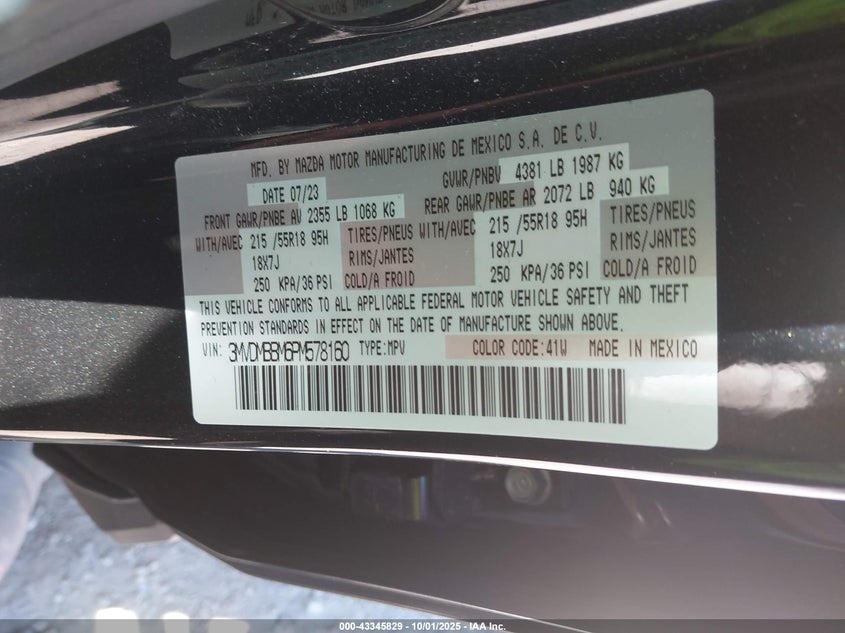 MFD. BY MAZDA MOTOR MANUFACTURING DE MEXICO S.A. DE C.V.
DATE 07/23 GVWR/PNBV 4381 LB 1987 KG
FRONT GAWR/PNBE AV 2355 LB 1068 KG REAR GAWR/PNBE AR 2072 LB 940 KG
WITH/AVEC 215 /55R18 95H TIRES/PNEUS WITH/AVEC 215 /55R18 95H TIRES/PNEUS
18X7J RIMS/JANTES 18X7J RIMS/JANTES
250 KPA/36 PSI COLD/A FROID 250 KPA/36 PSI COLD/A FROID
THIS VEHICLE CONFORMS TO ALL APPLICABLE FEDERAL MOTOR VEHICLE SAFETY AND THEFT
PREVENTION STANDARDS IN EFFECT ON THE DATE OF MANUFACTURE SHOWN ABOVE.
VIN: 3MVDMBBM6PM578160 TYPE:MPV COLOR CODE:41W MADE IN MEXICO
000-43345829 - 10/01/2025 - IAA Inc.